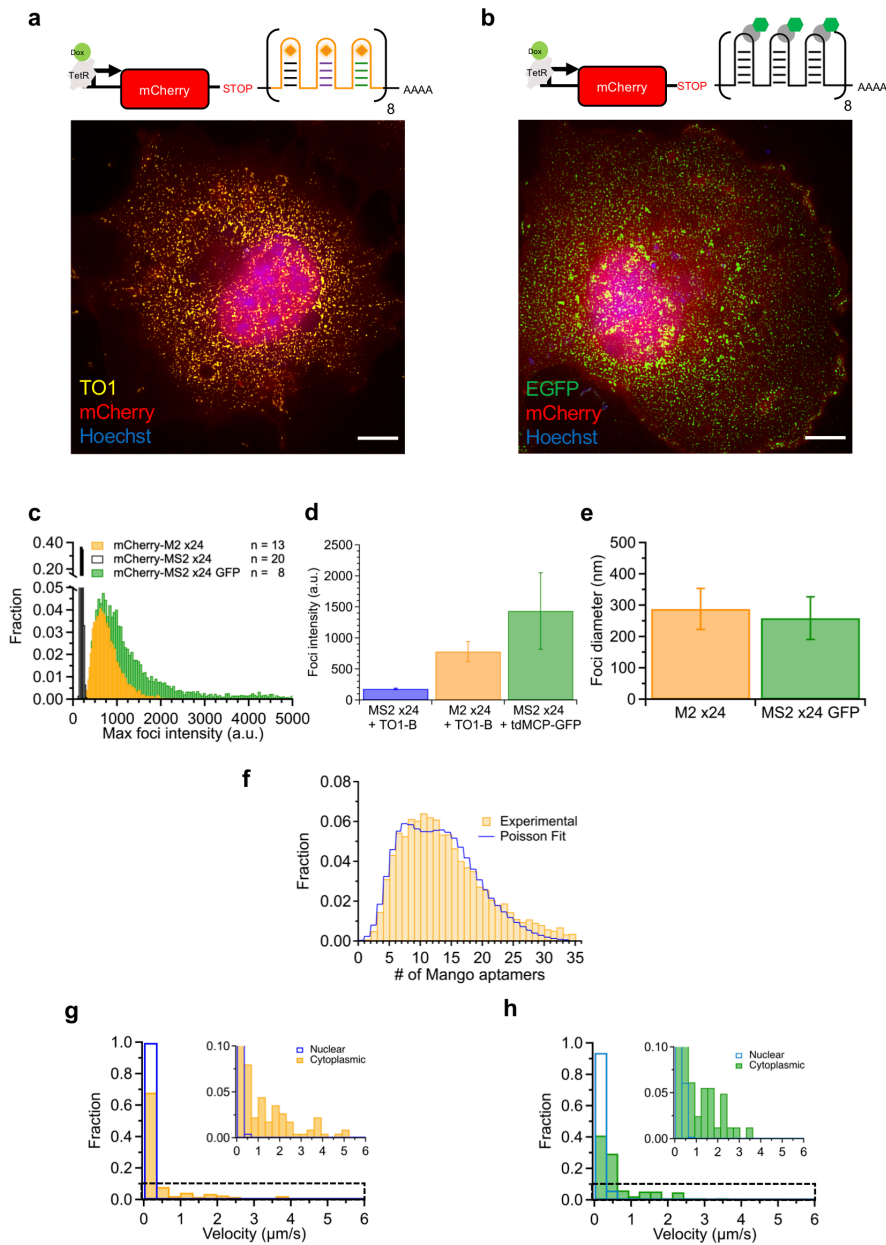 a
Dox
TetR
mCherry
STOP
8
AAAA
TO1
mCherry
Hoechst
b
Dox
TetR
mCherry
STOP
8
AAAA
EGFP
mCherry
Hoechst
c
mCherry-M2 x24 n = 13
mCherry-MS2 x24 n = 20
mCherry-MS2 x24 GFP n = 8
0.40
0.20
0.05
0.04
0.03
0.02
0.01
0.00
Fraction
0 1000 2000 3000 4000 5000
Max foci intensity (a.u.)
d
2500
2000
1500
1000
500
0
Foci intensity (a.u.)
MS2 x24 + TO1-B
M2 x24 + TO1-B
MS2 x24 + tdMCP-GFP
e
500
400
300
200
100
0
Foci diameter (nm)
M2 x24 MS2 x24 GFP
f
0.08
0.06
0.04
0.02
0.00
Fraction
Experimental
Poisson Fit
0 5 10 15 20 25 30 35
# of Mango aptamers
g
1.0
0.8
0.6
0.4
0.2
0.0
Fraction
0.10
0.05
0.00
Nuclear
Cytoplasmic
0 1 2 3 4 5 6
0 1 2 3 4 5 6
Velocity (µm/s)
h
1.0
0.8
0.6
0.4
0.2
0.0
Fraction
0.10
0.05
0.00
Nuclear
Cytoplasmic
0 1 2 3 4 5 6
0 1 2 3 4 5 6
Velocity (µm/s)